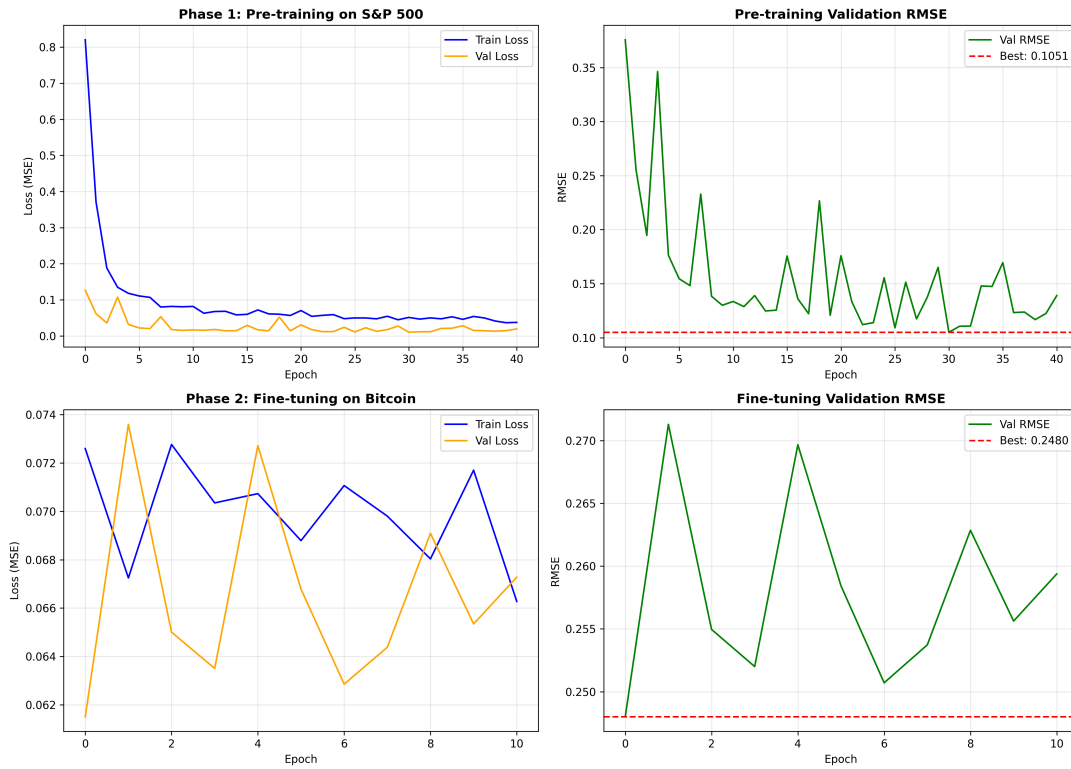 Phase 1: Pre-training on S&P 500
Loss (MSE)
0.8
0.7
0.6
0.5
0.4
0.3
0.2
0.1
0.0
Train Loss
Val Loss
0 5 10 15 20 25 30 35 40
Epoch
Pre-training Validation RMSE
RMSE
0.35
0.30
0.25
0.20
0.15
0.10
Val RMSE
Best: 0.1051
0 5 10 15 20 25 30 35 40
Epoch
Phase 2: Fine-tuning on Bitcoin
Loss (MSE)
0.074
0.072
0.070
0.068
0.066
0.064
0.062
Train Loss
Val Loss
0 2 4 6 8 10
Epoch
Fine-tuning Validation RMSE
RMSE
0.270
0.265
0.260
0.255
0.250
Val RMSE
Best: 0.2480
0 2 4 6 8 10
Epoch